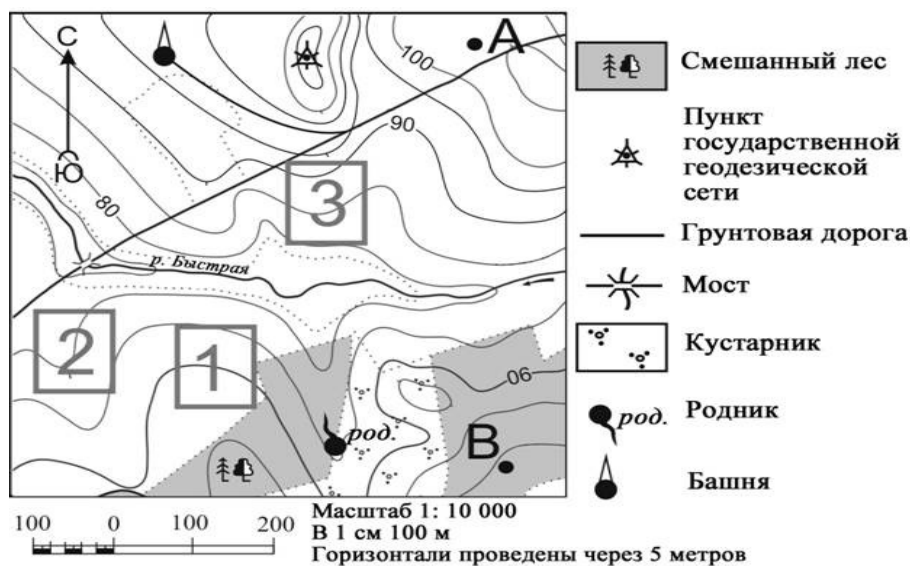 С
Ю
А
100
90
80
3
р. Быстрая
2
1
90
род.
В
Смешанный лес
Пункт
государственной
геодезической
сети
Грунтовая дорога
Мост
Кустарник
род.
Родник
Башня
100 0 100 200
Масштаб 1: 10 000
В 1 см 100 м
Горизонтали проведены через 5 метров